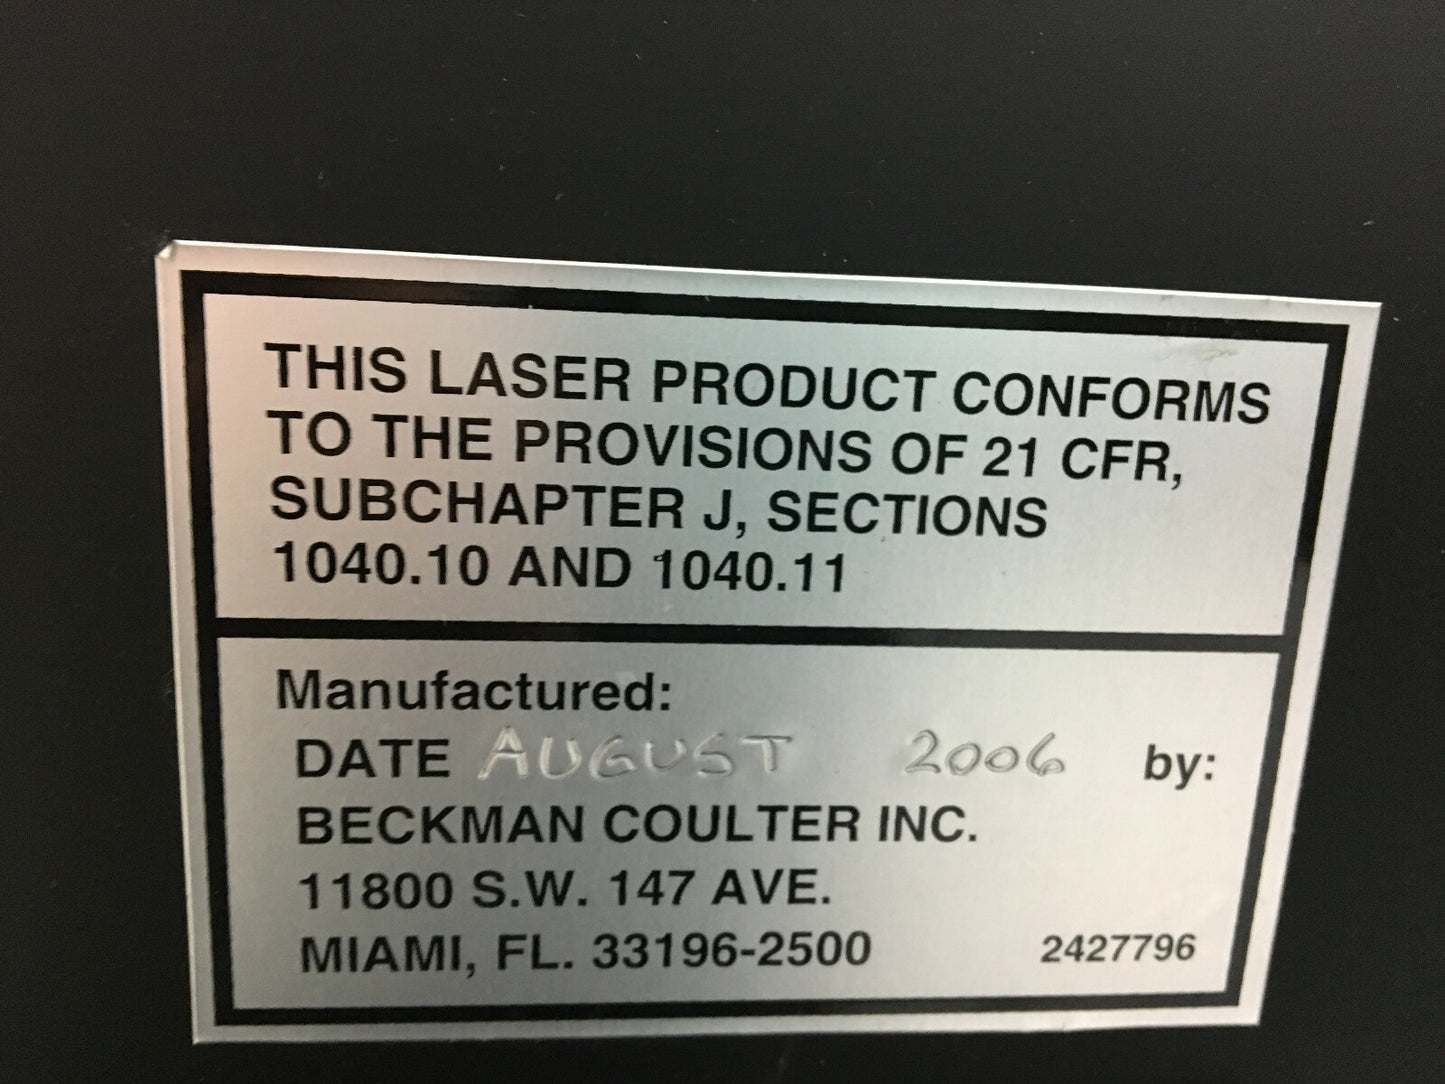 THIS LASER PRODUCT CONFORMS
TO THE PROVISIONS OF 21 CFR,
SUBCHAPTER J, SECTIONS
1040.10 AND 1040.11
Manufactured:
DATE AUGUST 2006 by:
BECKMAN COULTER INC.
11800 S.W. 147 AVE.
MIAMI, FL. 33196-2500 2427796